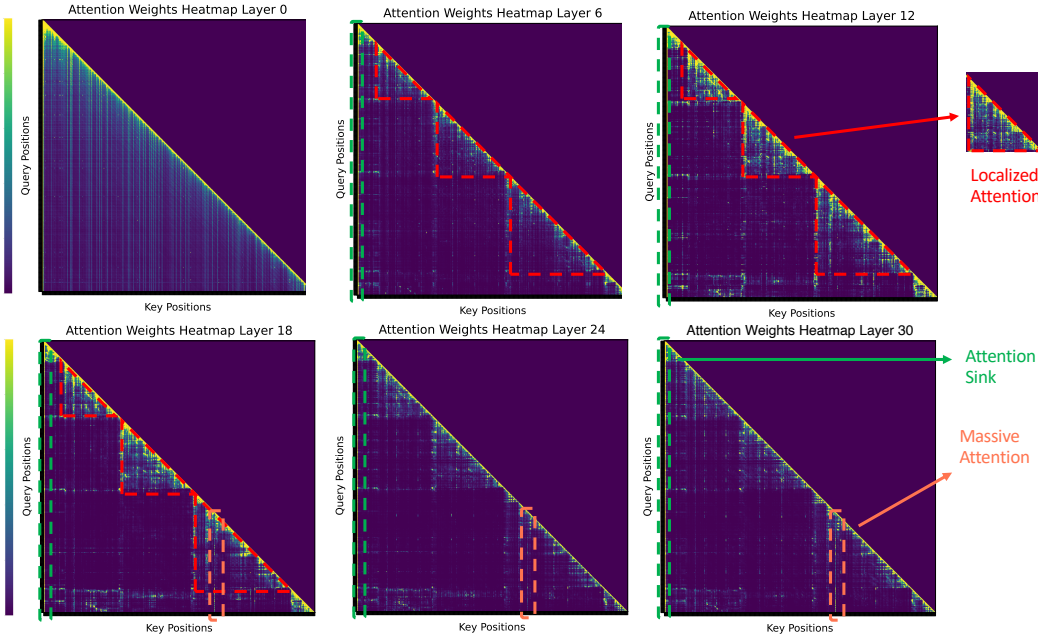 Attention Weights Heatmap Layer 0
Attention Weights Heatmap Layer 6
Attention Weights Heatmap Layer 12
Query Positions
Query Positions
Query Positions
Localized
Attention
Key Positions
Key Positions
Key Positions
Attention Weights Heatmap Layer 18
Attention Weights Heatmap Layer 24
Attention Weights Heatmap Layer 30
Query Positions
Query Positions
Query Positions
Attention
Sink
Massive
Attention
Key Positions
Key Positions
Key Positions